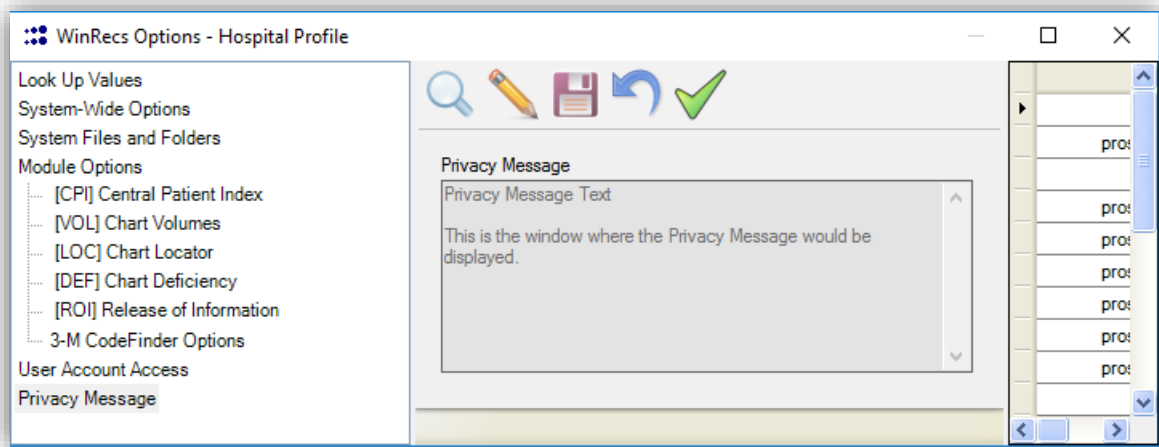 WinRecs Options - Hospital Profile
Look Up Values
System-Wide Options
System Files and Folders
Module Options
[CPI] Central Patient Index
[VOL] Chart Volumes
[LOC] Chart Locator
[DEF] Chart Deficiency
[ROI] Release of Information
3-M CodeFinder Options
User Account Access
Privacy Message
Privacy Message
Privacy Message Text
This is the window where the Privacy Message would be
displayed.
pros
pros
pros
pros
pros
pros
pros